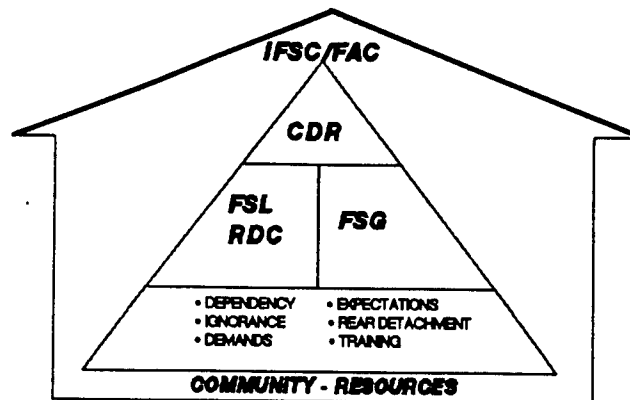 IFSC/FAC
CDR
FSL
RDC
FSG
• DEPENDENCY
• IGNORANCE
• DEMANDS
• EXPECTATIONS
• REAR DETACHMENT
• TRAINING
COMMUNITY - RESOURCES